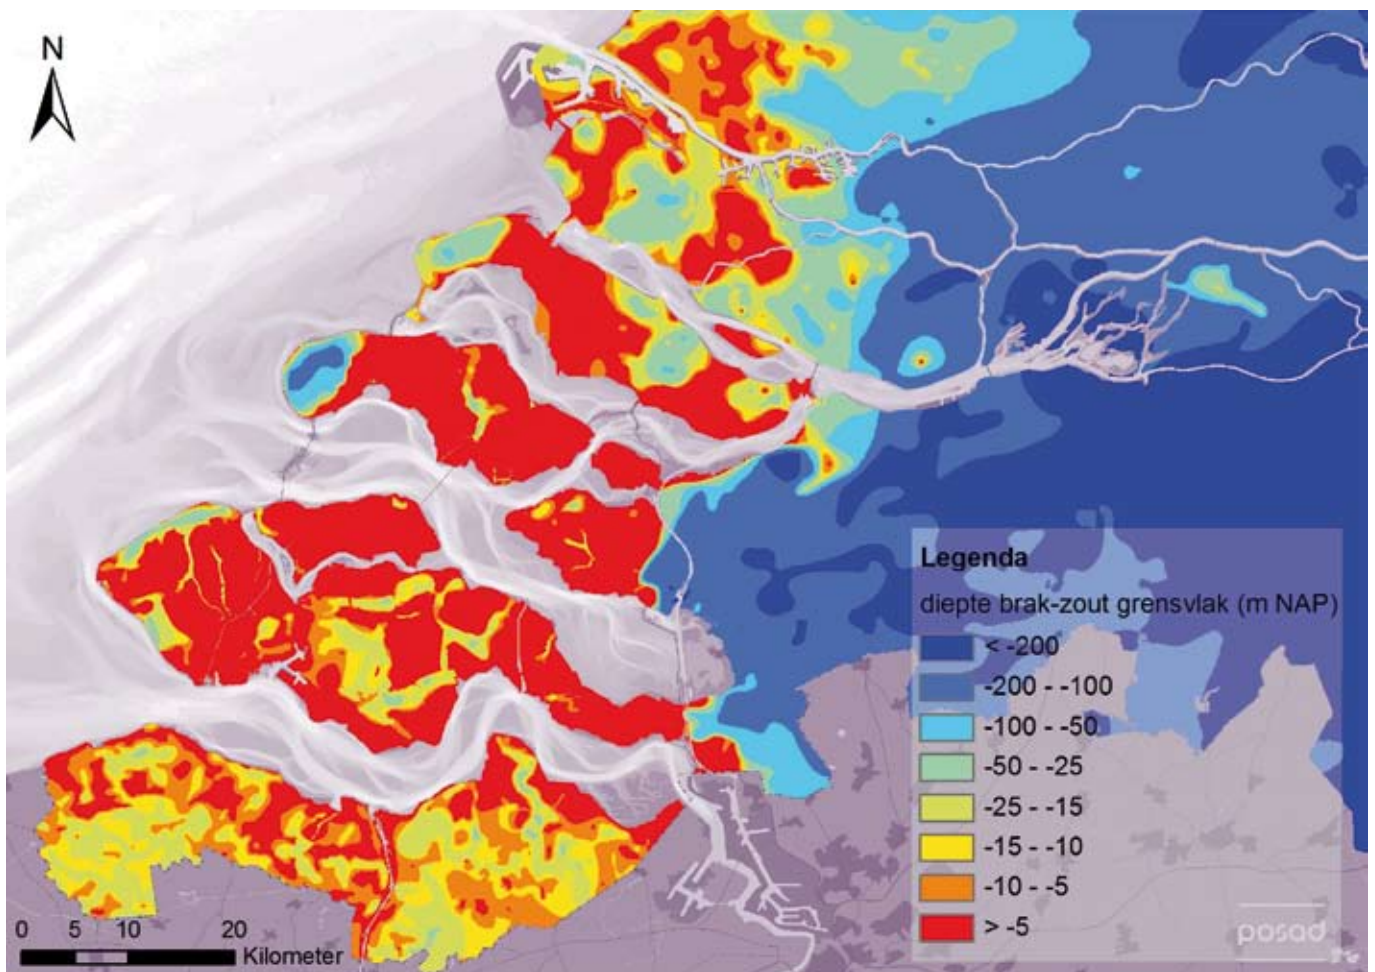 N
Legenda
diepte brak-zout grensvlak (m NAP)
< -200
-200 - -100
-100 - -50
-50 - -25
-25 - -15
-15 - -10
-10 - -5
> -5
0 5 10 20
Kilometer
posad